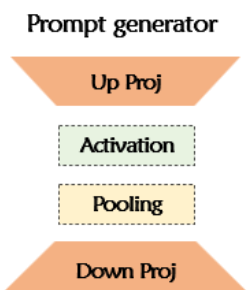 Prompt generator
Up Proj
Activation
Pooling
Down Proj